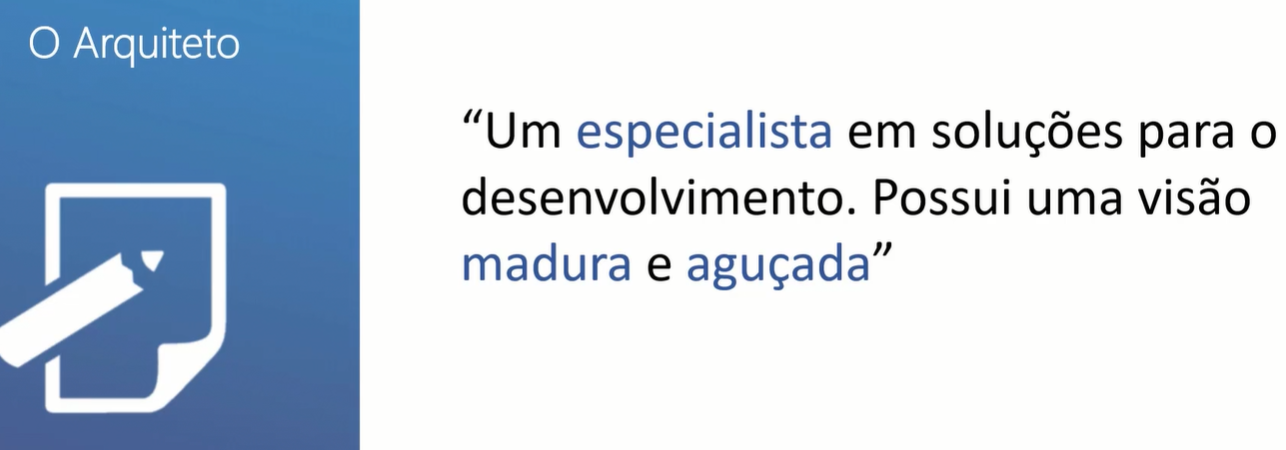 O Arquiteto
“Um especialista em soluções para o
desenvolvimento. Possui uma visão
madura e aguçada”